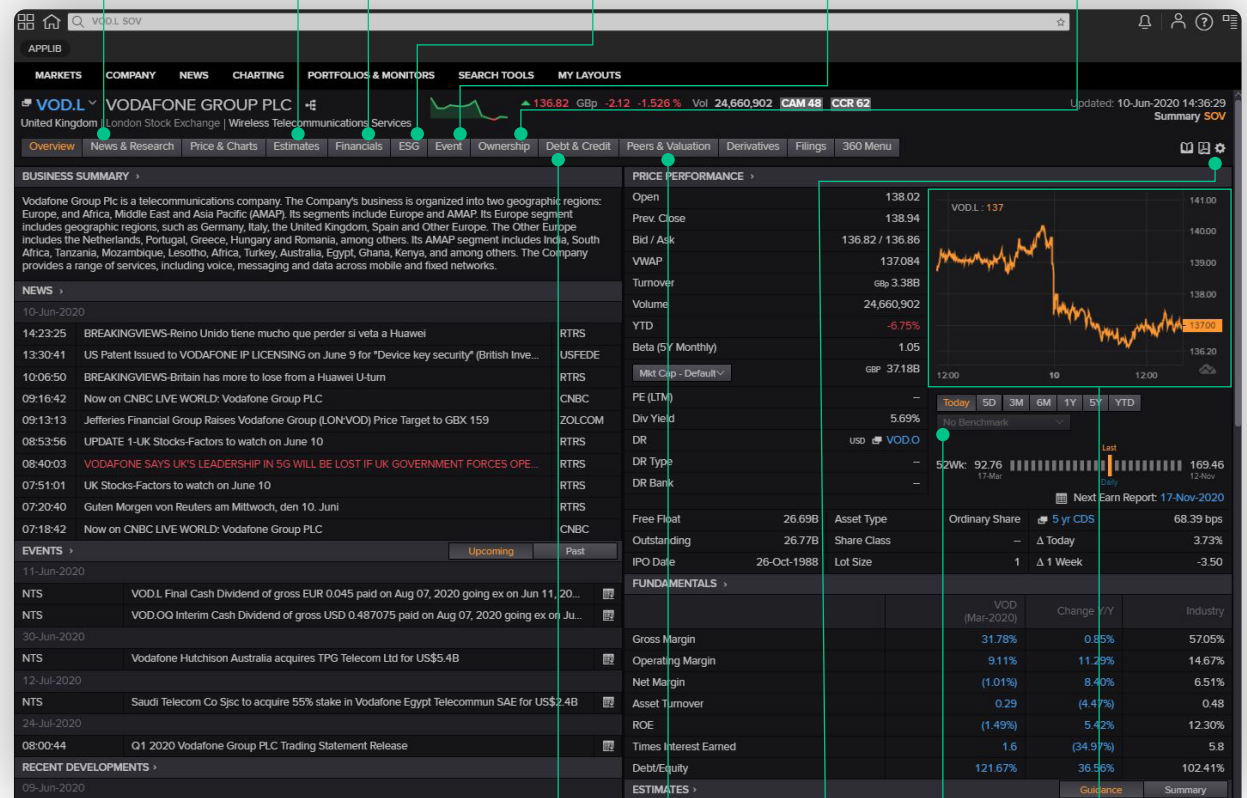 VOD.L SOV
APPLIB
MARKETS COMPANY NEWS CHARTING PORTFOLIOS & MONITORS SEARCH TOOLS MY LAYOUTS
VOD.L VODAFONE GROUP PLC 136.82 GBp -2.12 -1.526 % Vol 24,660,902 CAM 48 CCR 62 Updated: 10-Jun-2020 14:36:29
United Kingdom | London Stock Exchange | Wireless Telecommunications Services Summary SOV
Overview News & Research Price & Charts Estimates Financials ESG Event Ownership Debt & Credit Peers & Valuation Derivatives Filings 360 Menu
BUSINESS SUMMARY
Vodafone Group Plc is a telecommunications company. The Company's business is organized into two geographic regions:
Europe, and Africa, Middle East and Asia Pacific (AMAP). Its segments include Europe and AMAP. Its Europe segment
includes geographic regions, such as Germany, Italy, the United Kingdom, Spain and Other Europe. The Other Europe
includes the Netherlands, Portugal, Greece, Hungary and Romania, among others. Its AMAP segment includes India, South
Africa, Tanzania, Mozambique, Lesotho, Africa, Turkey, Australia, Egypt, Ghana, Kenya, and among others. The Company
provides a range of services, including voice, messaging and data across mobile and fixed networks.
NEWS
10-Jun-2020
14:23:25 BREAKINGVIEWS-Reino Unido tiene mucho que perder si veta a Huawei RTRS
13:30:41 US Patent Issued to VODAFONE IP LICENSING on June 9 for "Device key security" (British Inve... USFEDE
10:06:50 BREAKINGVIEWS-Britain has more to lose from a Huawei U-turn RTRS
09:16:42 Now on CNBC LIVE WORLD: Vodafone Group PLC CNBC
09:13:13 Jefferies Financial Group Raises Vodafone Group (LON:VOD) Price Target to GBX 159 ZOLCOM
08:53:56 UPDATE 1-UK Stocks-Factors to watch on June 10 RTRS
08:40:03 VODAFONE SAYS UK'S LEADERSHIP IN 5G WILL BE LOST IF UK GOVERNMENT FORCES OPE... RTRS
07:51:01 UK Stocks-Factors to watch on June 10 RTRS
07:20:40 Guten Morgen von Reuters am Mittwoch, den 10. Juni RTRS
07:18:42 Now on CNBC LIVE WORLD: Vodafone Group PLC CNBC
EVENTS Upcoming Past
11-Jun-2020
NTS VOD.L Final Cash Dividend of gross EUR 0.045 paid on Aug 07, 2020 going ex on Jun 11, 20...
NTS VOD.OQ Interim Cash Dividend of gross USD 0.487075 paid on Aug 07, 2020 going ex on Ju...
30-Jun-2020
NTS Vodafone Hutchison Australia acquires TPG Telecom Ltd for US$5.4B
12-Jul-2020
NTS Saudi Telecom Co Sjsc to acquire 55% stake in Vodafone Egypt Telecommun SAE for US$2.4B
24-Jul-2020
08:00:44 Q1 2020 Vodafone Group PLC Trading Statement Release
RECENT DEVELOPMENTS
09-Jun-2020
PRICE PERFORMANCE
Open 138.02
Prev. Close 138.94
Bid / Ask 136.82 / 136.86
VWAP 137.084
Turnover GBp 3.38B
Volume 24,660,902
YTD -6.75%
Beta (5Y Monthly) 1.05
Mkt Cap - Default GBP 37.18B
PE (LTM) –
Div Yield 5.69%
DR USD VOD.O
DR Type –
DR Bank –
VOD.L : 137
141.00
140.00
139.00
138.00
137.00
136.20
12:00 10 12:00
Today 5D 3M 6M 1Y 5Y YTD
No Benchmark
Last
52Wk: 92.76 169.46
17-Mar Daily 12-Nov
Next Earn Report: 17-Nov-2020
Free Float 26.69B Asset Type Ordinary Share 5 yr CDS 68.39 bps
Outstanding 26.77B Share Class – Δ Today 3.73%
IPO Date 26-Oct-1988 Lot Size 1 Δ 1 Week -3.50
FUNDAMENTALS
VOD
(Mar-2020) Change Y/Y Industry
Gross Margin 31.78% 0.85% 57.05%
Operating Margin 9.11% 11.29% 14.67%
Net Margin (1.01%) 8.40% 6.51%
Asset Turnover 0.29 (4.47%) 0.48
ROE (1.49%) 5.42% 12.30%
Times Interest Earned 1.6 (34.97%) 5.8
Debt/Equity 121.67% 36.56% 102.41%
ESTIMATES Guidance Summary